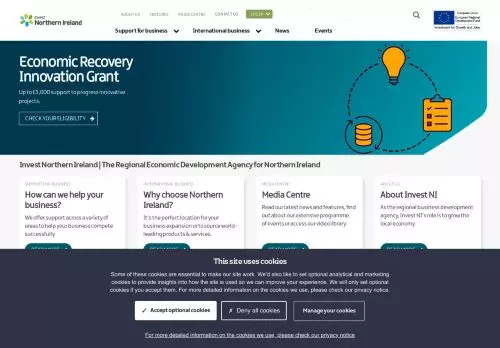 Invest
Northern Ireland
ABOUT US
FEATURES
MEDIA CENTRE
CONTACT US
LOG IN
Support for business
International business
News
Events
European Union
European Regional
Development Fund
Investment for Growth and Jobs
Economic Recovery
Innovation Grant
Up to £5,000 support to progress innovative
projects.
CHECK YOUR ELIGIBILITY
Invest Northern Ireland | The Regional Economic Development Agency for Northern Ireland
SUPPORT FOR BUSINESS
How can we help your
business?
We offer support across a variety of
areas to help your business compete
successfully
INTERNATIONAL BUSINESS
Why choose Northern
Ireland?
It's the perfect location for your
business expansion or to source world-
leading products & services.
MEDIA CENTRE
Media Centre
Read our latest news and features, find
out about our extensive programme
of events or access our video library.
ABOUT US
About Invest NI
As the regional business
development agency, Invest NI's role is to grow the
local economy.
This site uses cookies
Some of these cookies are essential to make our site work. We'd also like to set optional analytical and marketing
cookies to provide insights into how the site is used so we can improve your experience. We will only set optional
cookies if you accept them. For more detailed information on the cookies we use, please check our privacy notice.
✓ Accept optional cookies
✗ Deny all cookies
Manage your cookies
For more detailed information on the cookies we use, please check our privacy notice